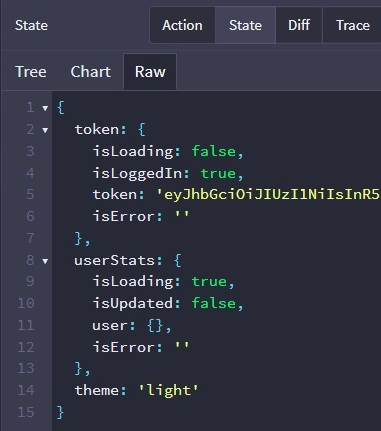 State Action State Diff Trace
Tree Chart Raw
1 {
2 token: {
3 isLoading: false,
4 isLoggedIn: true,
5 token: 'eyJhbGciOiJIUzI1NiIsInR5
6 isError: ''
7 },
8 userStats: {
9 isLoading: true,
10 isUpdated: false,
11 user: {},
12 isError: ''
13 },
14 theme: 'light'
15 }